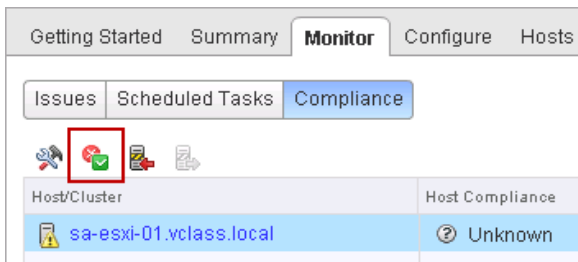 Getting Started Summary Monitor Configure Hosts
Issues Scheduled Tasks Compliance
Host/Cluster Host Compliance
sa-esxi-01.vclass.local Unknown